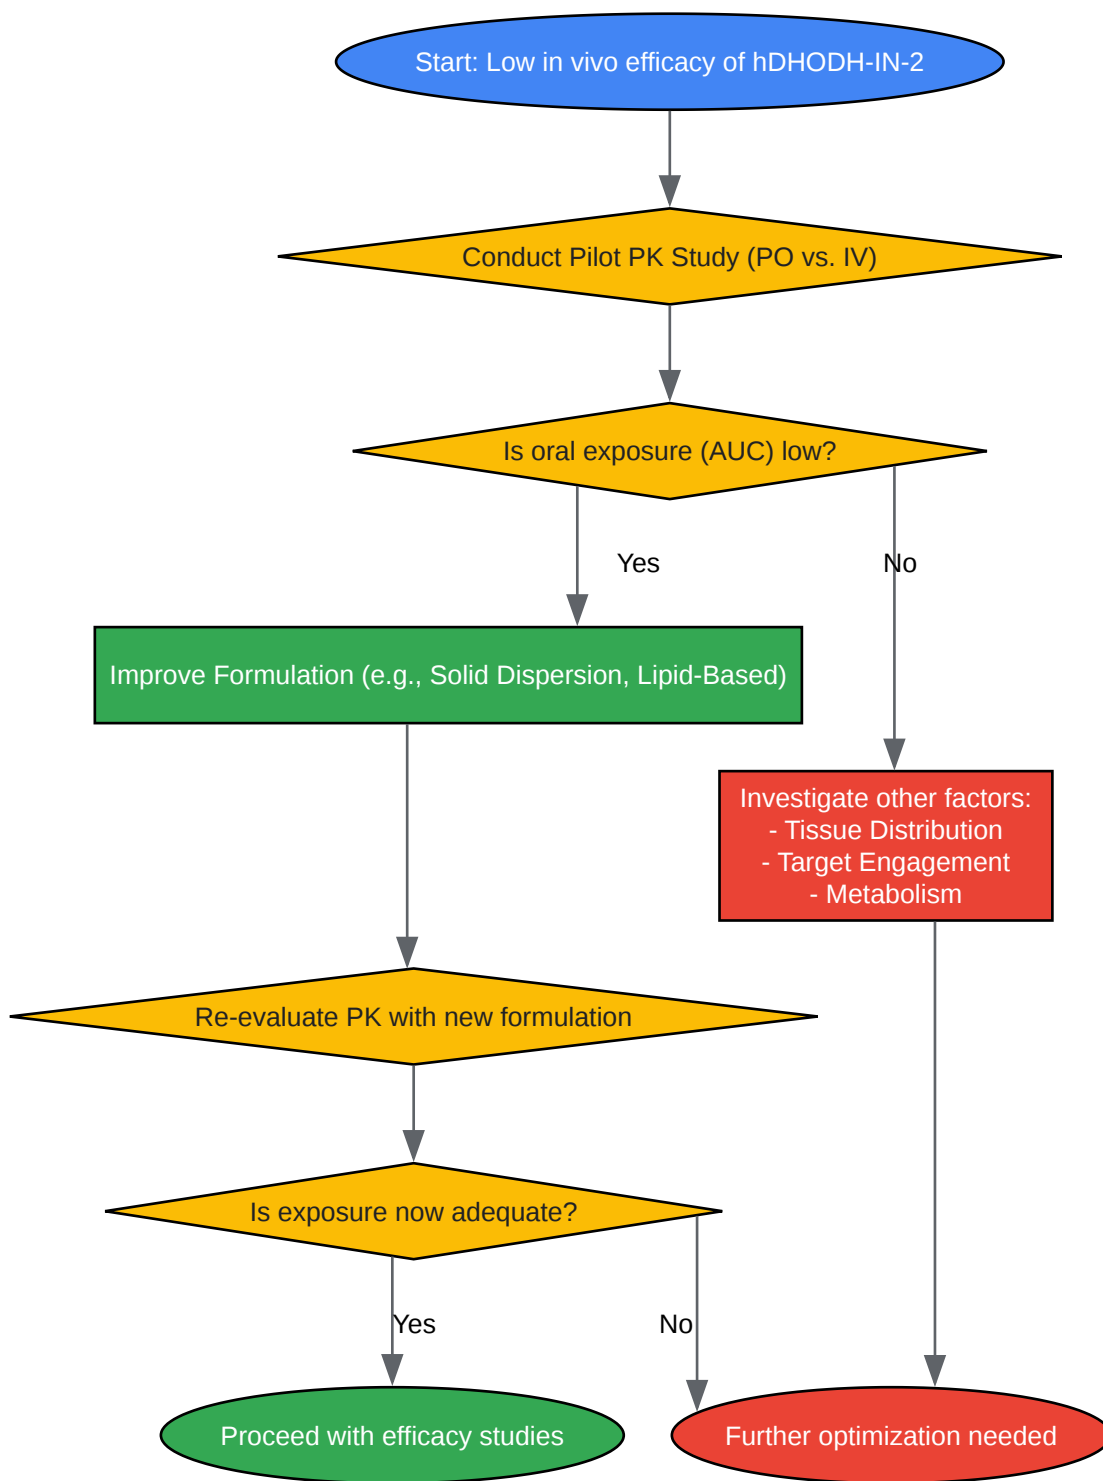 Start: Low in vivo efficacy of hDHODH-IN-2
Conduct Pilot PK Study (PO vs. IV)
Is oral exposure (AUC) low?
Yes
No
Improve Formulation (e.g., Solid Dispersion, Lipid-Based)
Investigate other factors:
- Tissue Distribution
- Target Engagement
- Metabolism
Re-evaluate PK with new formulation
Is exposure now adequate?
Yes
No
Proceed with efficacy studies
Further optimization needed